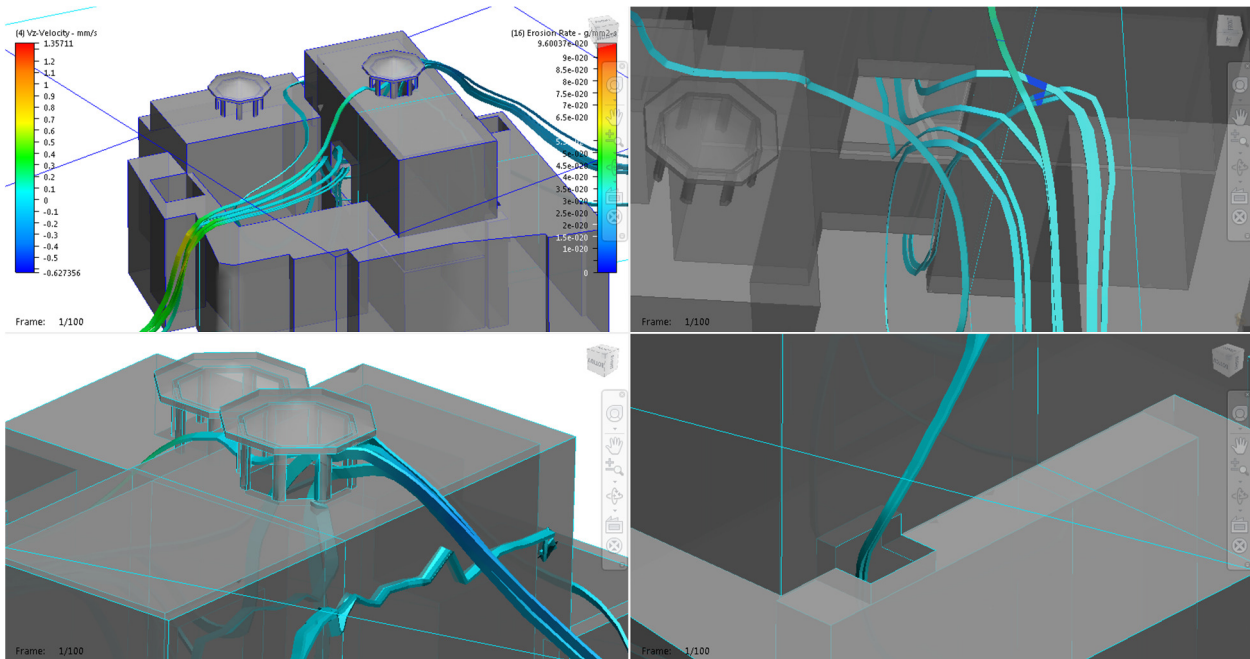 (4) Vz-Velocity - mm/s
1.35711
1.2
1.1
1
0.9
0.8
0.7
0.6
0.5
0.4
0.3
0.2
0.1
0
-0.1
-0.2
-0.3
-0.4
-0.5
-0.627356
(16) Erosion Rate - g/mm2-s
9.60037e-020
9e-020
8.5e-020
8e-020
7.5e-020
7e-020
6.5e-020
6e-020
5e-020
4.5e-020
4e-020
3.5e-020
3e-020
2.5e-020
2e-020
1.5e-020
1e-020
0
Frame: 1/100
Frame: 1/100
Frame: 1/100
Frame: 1/100